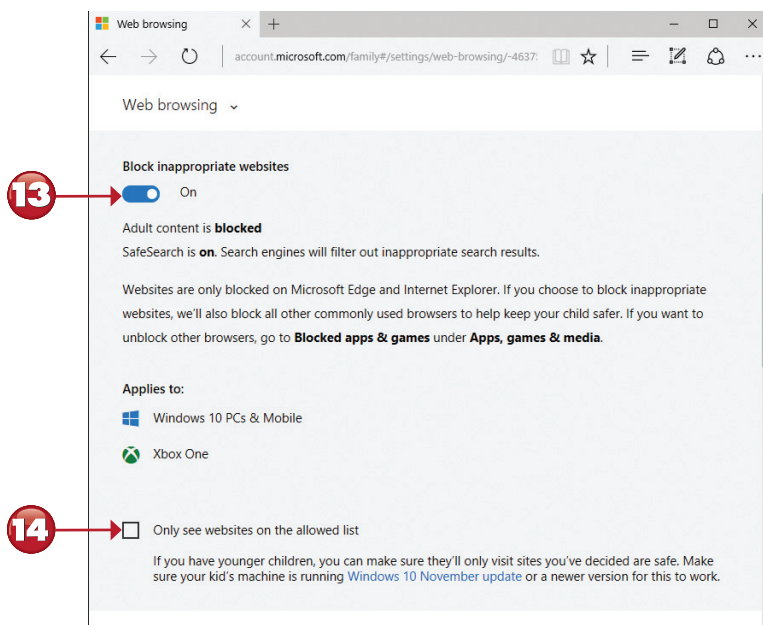 Web browsing
account.microsoft.com/family#/settings/web-browsing/-4637:
Web browsing
Block inappropriate websites
13
On
Adult content is blocked
SafeSearch is on. Search engines will filter out inappropriate search results.
Websites are only blocked on Microsoft Edge and Internet Explorer. If you choose to block inappropriate
websites, we'll also block all other commonly used browsers to help keep your child safer. If you want to
unblock other browsers, go to Blocked apps & games under Apps, games & media.
Applies to:
Windows 10 PCs & Mobile
Xbox One
14
Only see websites on the allowed list
If you have younger children, you can make sure they'll only visit sites you've decided are safe. Make
sure your kid's machine is running Windows 10 November update or a newer version for this to work.